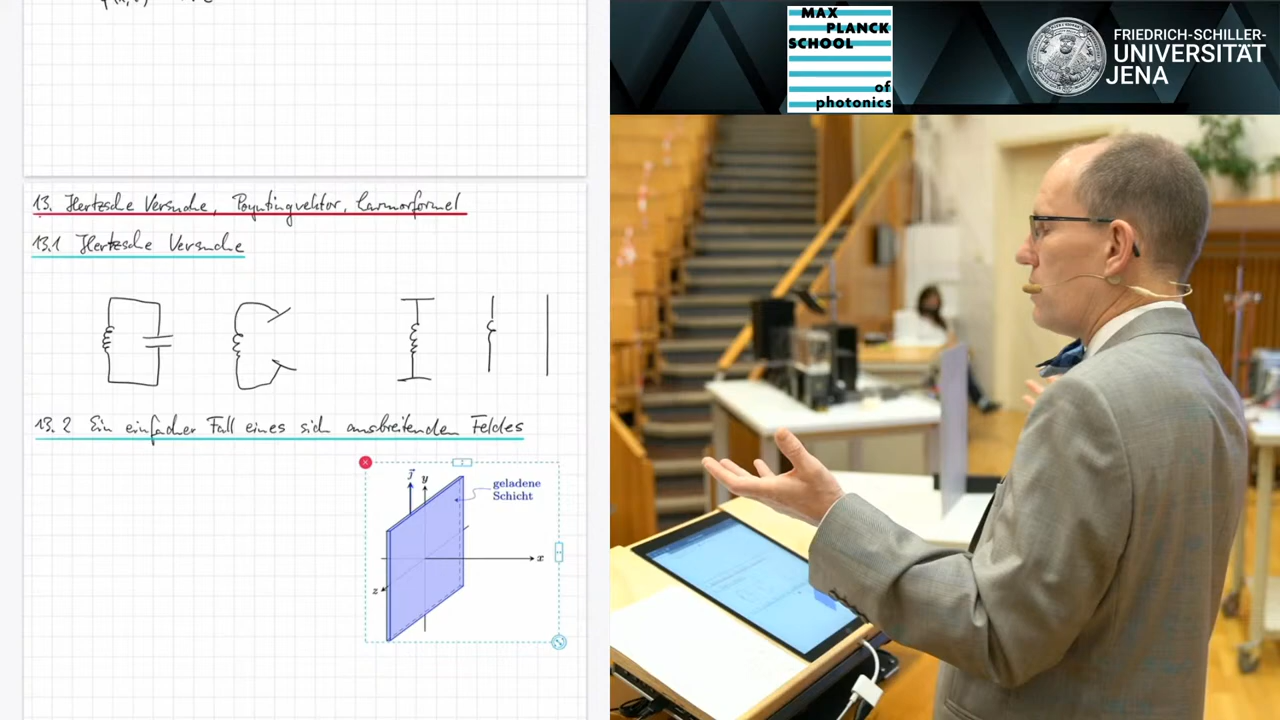 13. Hertzsche Versuche, Poyntingvektor, Larmorformel
13.1 Hertzsche Versuche
13.2 Ein einfacher Fall eines sich ausbreitenden Feldes
j
y
geladene
Schicht
x
z
MAX
PLANCK
SCHOOL
of
photonics
FRIEDRICH-SCHILLER-
UNIVERSITÄT
JENA